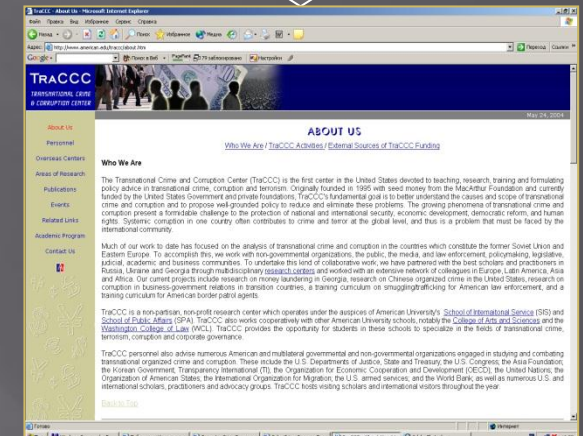 TraCCC - About Us - Microsoft Internet Explorer
Файл Правка Вид Избранное Сервис Справка
Назад Поиск Избранное Медиа
Адрес: http://www.american.edu/traccc/about.htm Переход Ссылки
Google Поиск в Веб PageRank 79 заблокировано Настройки
TRACCC
TRANSNATIONAL CRIME
& CORRUPTION CENTER
May 24, 2004
About Us
Personnel
Overseas Centers
Areas of Research
Publications
Events
Related Links
Academic Program
Contact Us
ABOUT US
Who We Are / TraCCC Activities / External Sources of TraCCC Funding
Who We Are
The Transnational Crime and Corruption Center (TraCCC) is the first center in the United States devoted to teaching, research, training and formulating
policy advice in transnational crime, corruption and terrorism. Originally founded in 1995 with seed money from the MacArthur Foundation and currently
funded by the United States Government and private foundations, TraCCC's fundamental goal is to better understand the causes and scope of transnational
crime and corruption and to propose well-grounded policy to reduce and eliminate these problems. The growing phenomena of transnational crime and
corruption present a formidable challenge to the protection of national and international security, economic development, democratic reform, and human
rights. Systemic corruption in one country often contributes to crime and terror at the global level, and thus is a problem that must be faced by the
international community.
Much of our work to date has focused on the analysis of transnational crime and corruption in the countries which constitute the former Soviet Union and
Eastern Europe. To accomplish this, we work with non-governmental organizations, the public, the media, and law enforcement, policymaking, legislative,
judicial, academic and business communities. To undertake this kind of collaborative work, we have partnered with the best scholars and practitioners in
Russia, Ukraine and Georgia through multidisciplinary research centers and worked with an extensive network of colleagues in Europe, Latin America, Asia
and Africa. Our current projects include research on money laundering in Georgia, research on Chinese organized crime in the United States, research on
corruption in business-government relations in transition countries, a training curriculum on smuggling/trafficking for American law enforcement, and a
training curriculum for American border patrol agents.
TraCCC is a non-partisan, non-profit research center which operates under the auspices of American University's School of International Service (SIS) and
School of Public Affairs (SPA). TraCCC also works cooperatively with other American University schools, notably the College of Arts and Sciences and the
Washington College of Law (WCL). TraCCC provides the opportunity for students in these schools to specialize in the fields of transnational crime,
terrorism, corruption and corporate governance.
TraCCC personnel also advise numerous American and multilateral governmental and non-governmental organizations engaged in studying and combating
transnational organized crime and corruption. These include the U.S. Departments of Justice, State and Treasury, the U.S. Congress, the Asia Foundation,
the Korean Government, Transparency International (TI), the Organization for Economic Cooperation and Development (OECD), the United Nations, the
Organization of American States, the International Organization for Migration, the U.S. armed services, and the World Bank, as well as numerous U.S. and
international scholars, practitioners and advocacy groups. TraCCC hosts visiting scholars and international visitors throughout the year.
Back to Top
Готово Интернет